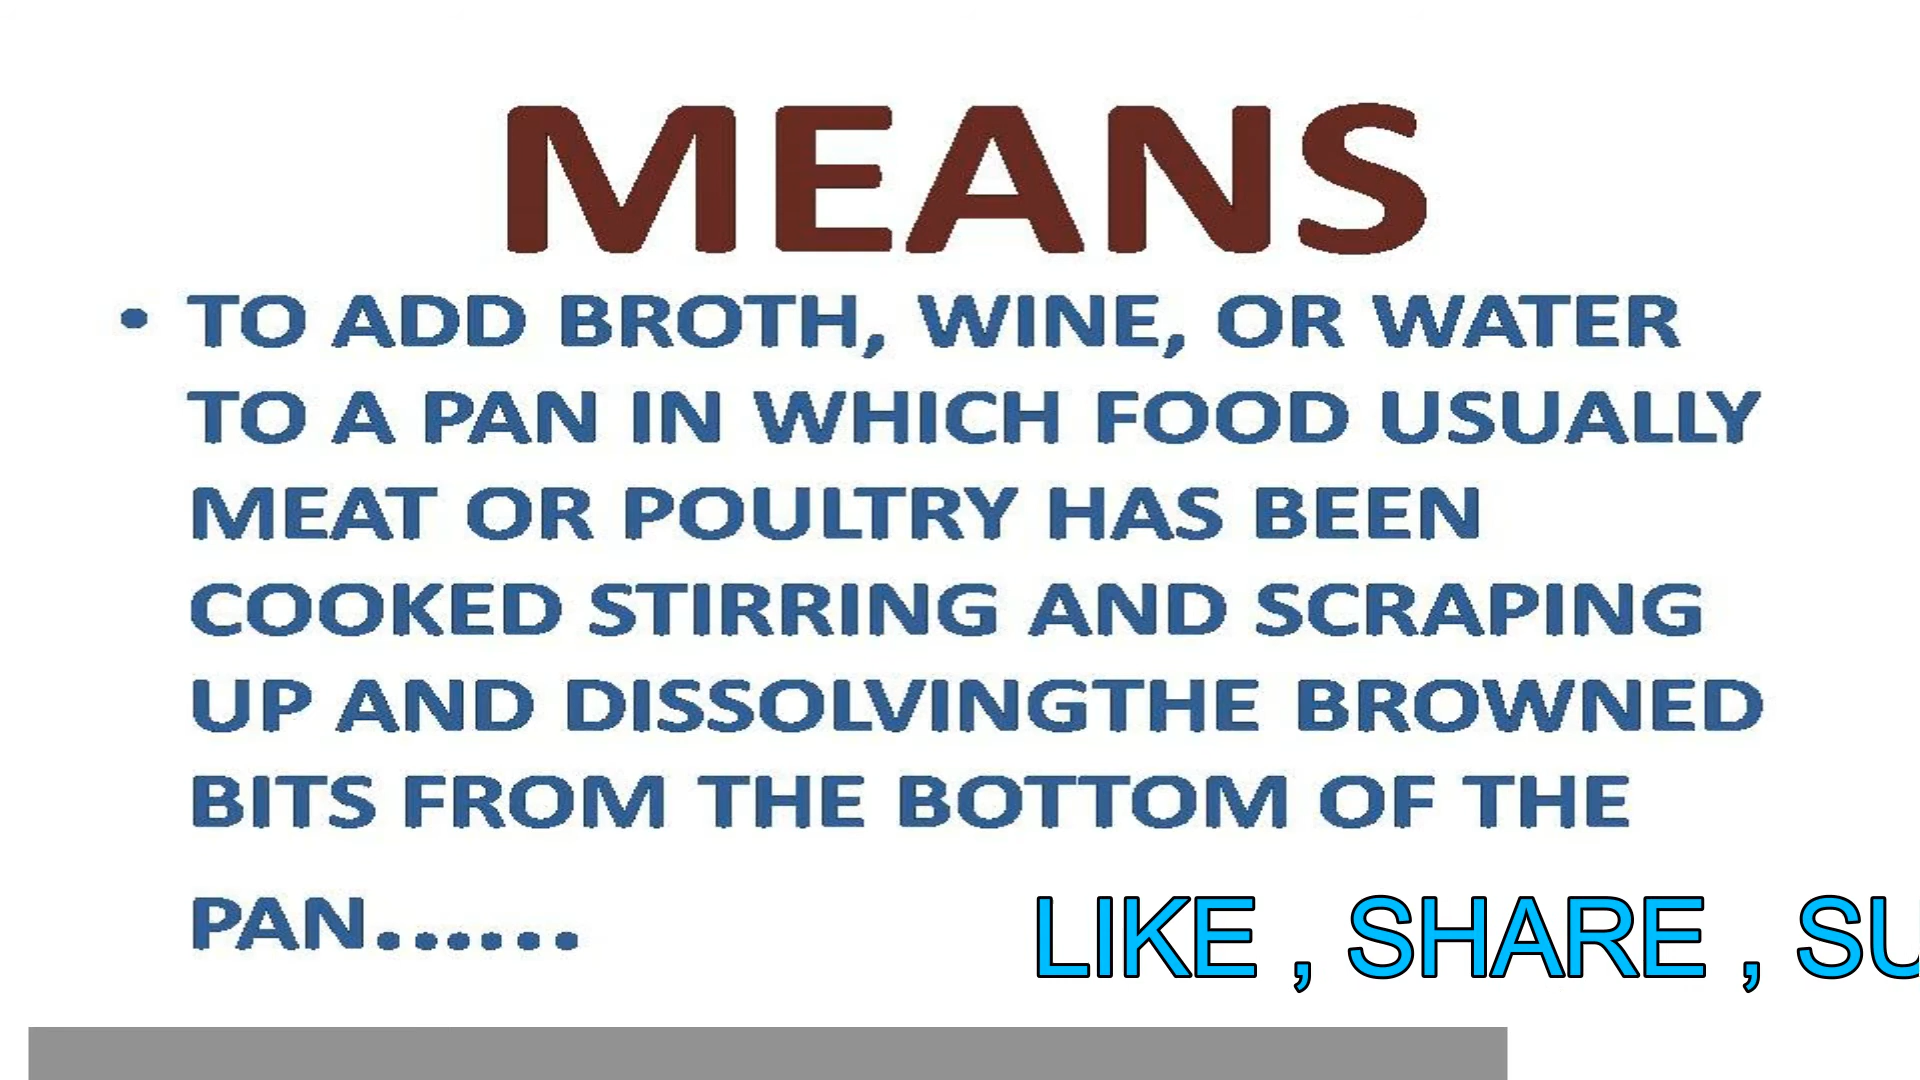 MEANS
• TO ADD BROTH, WINE, OR WATER
TO A PAN IN WHICH FOOD USUALLY
MEAT OR POULTRY HAS BEEN
COOKED STIRRING AND SCRAPING
UP AND DISSOLVINGTHE BROWNED
BITS FROM THE BOTTOM OF THE
PAN......
LIKE , SHARE , SU